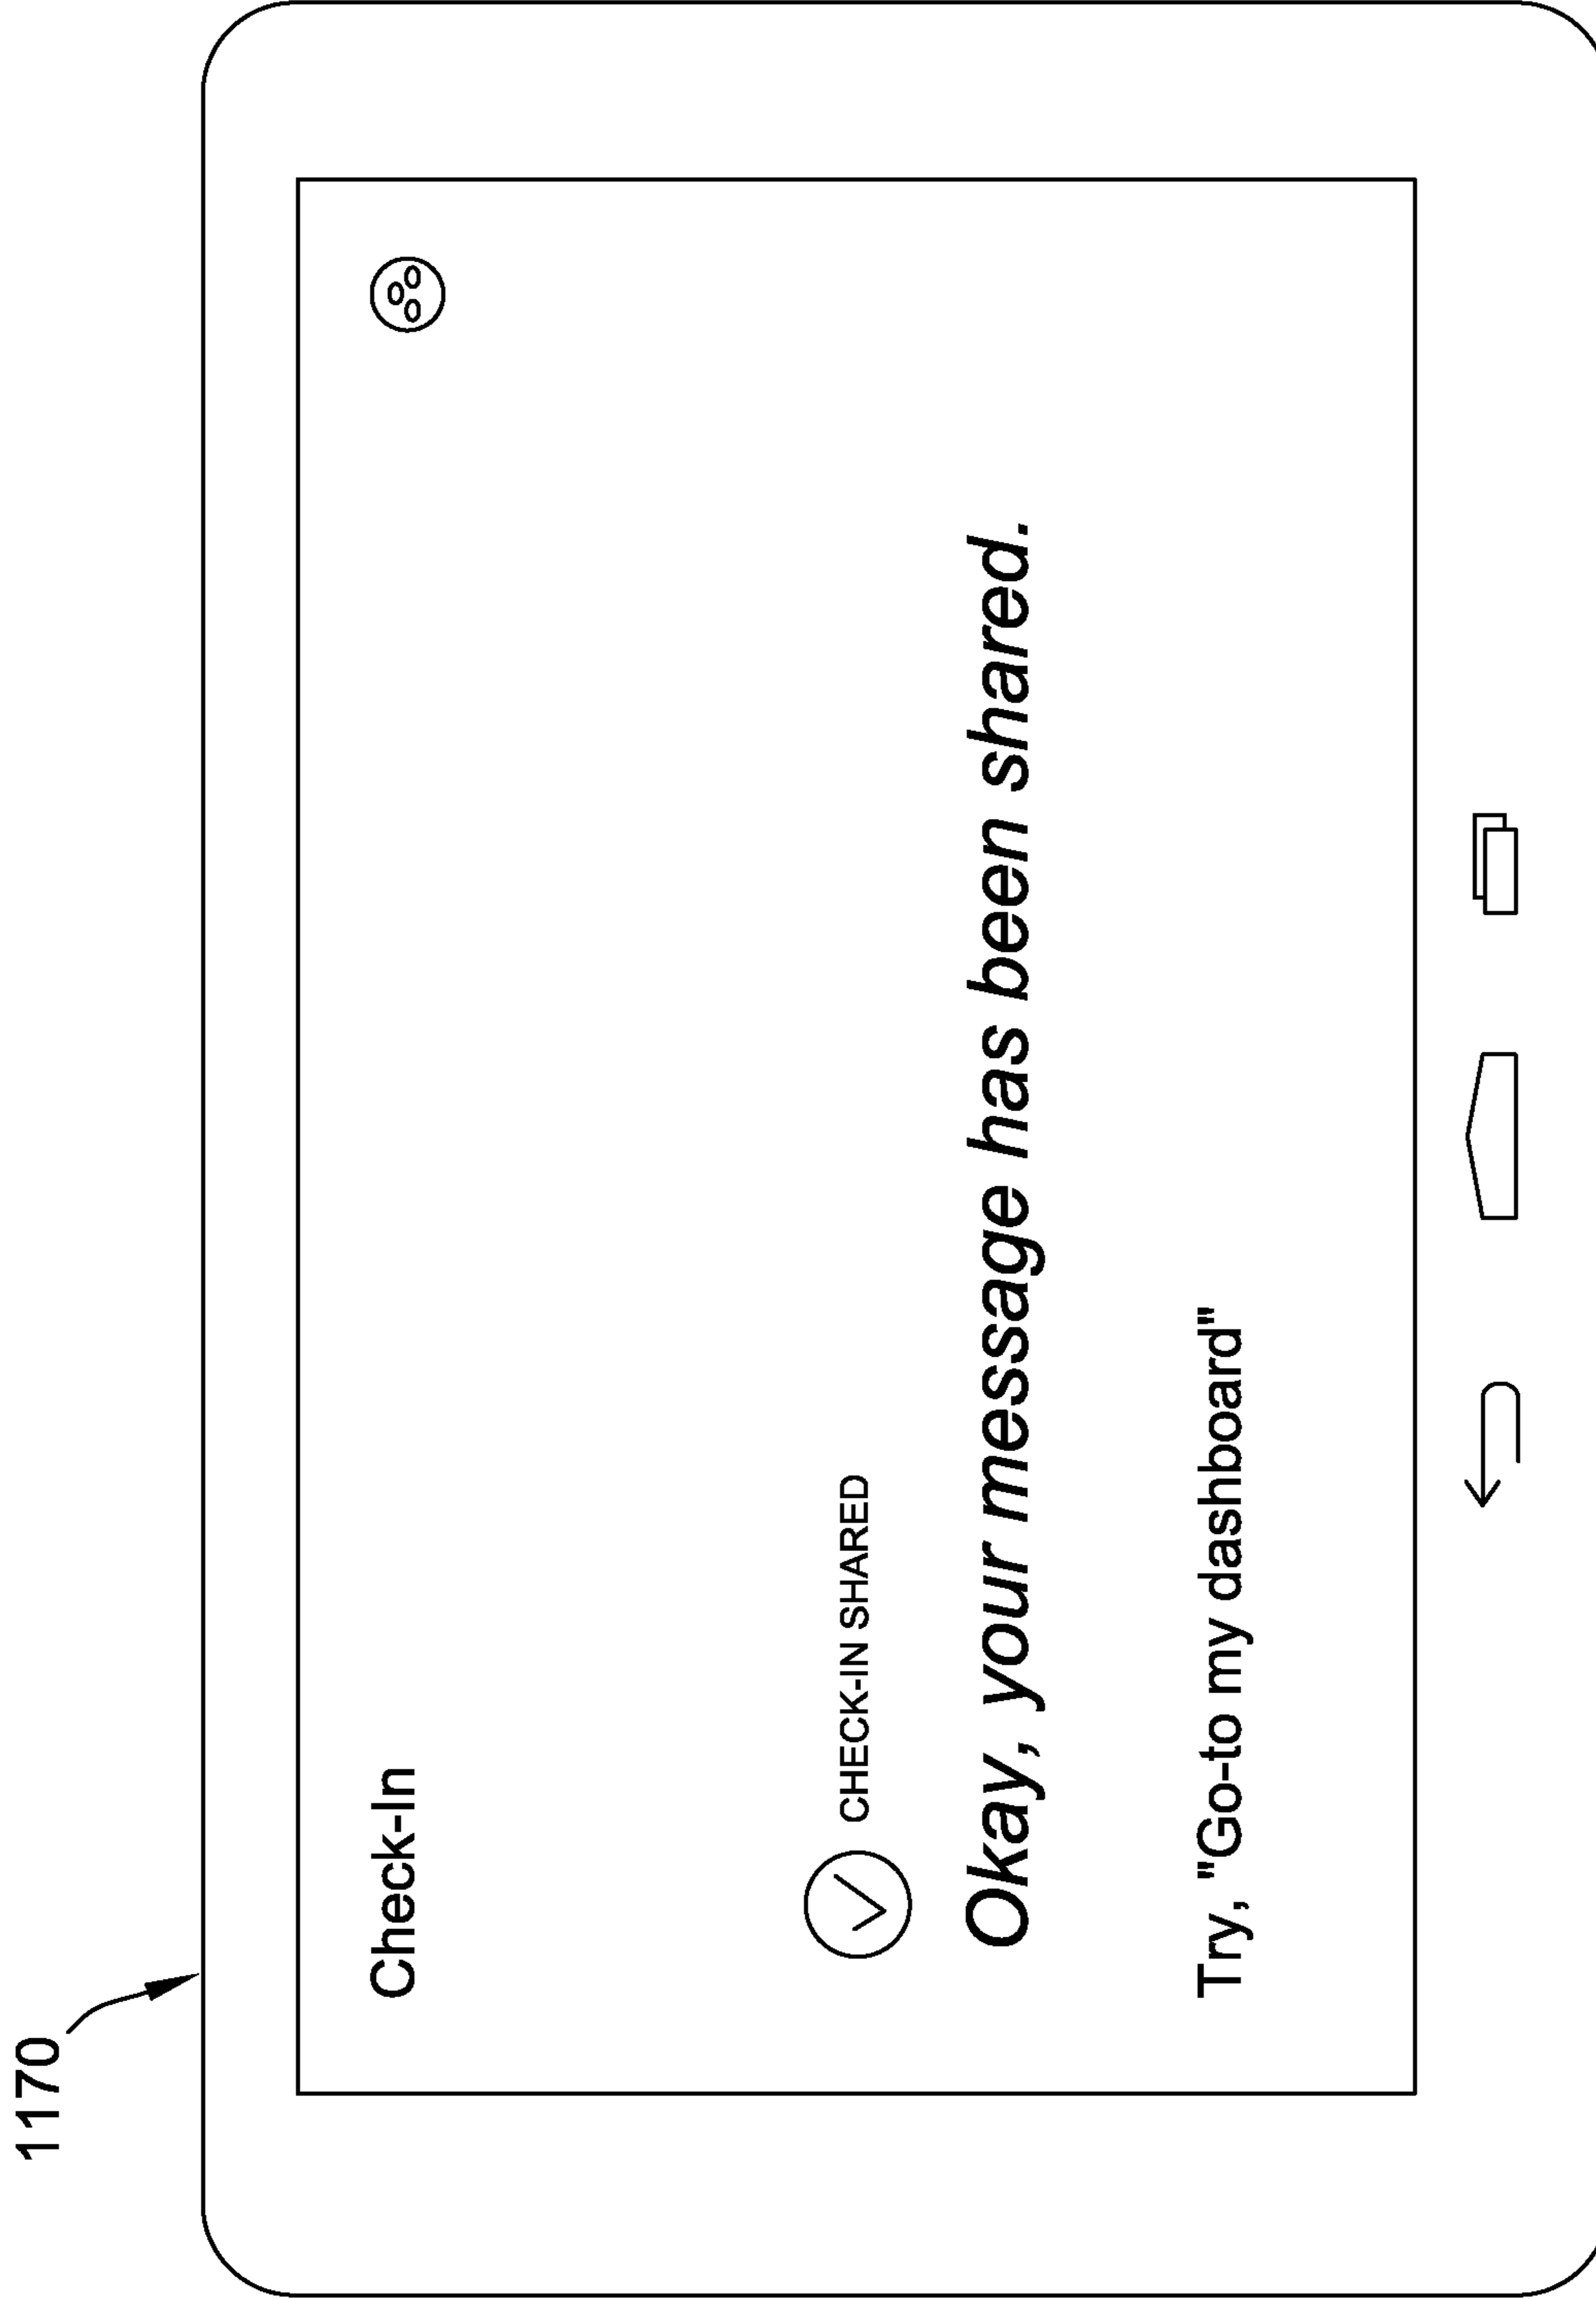 1170
Check-In
CHECK-IN SHARED
Okay, your message has been shared.
Try, "Go-to my dashboard"